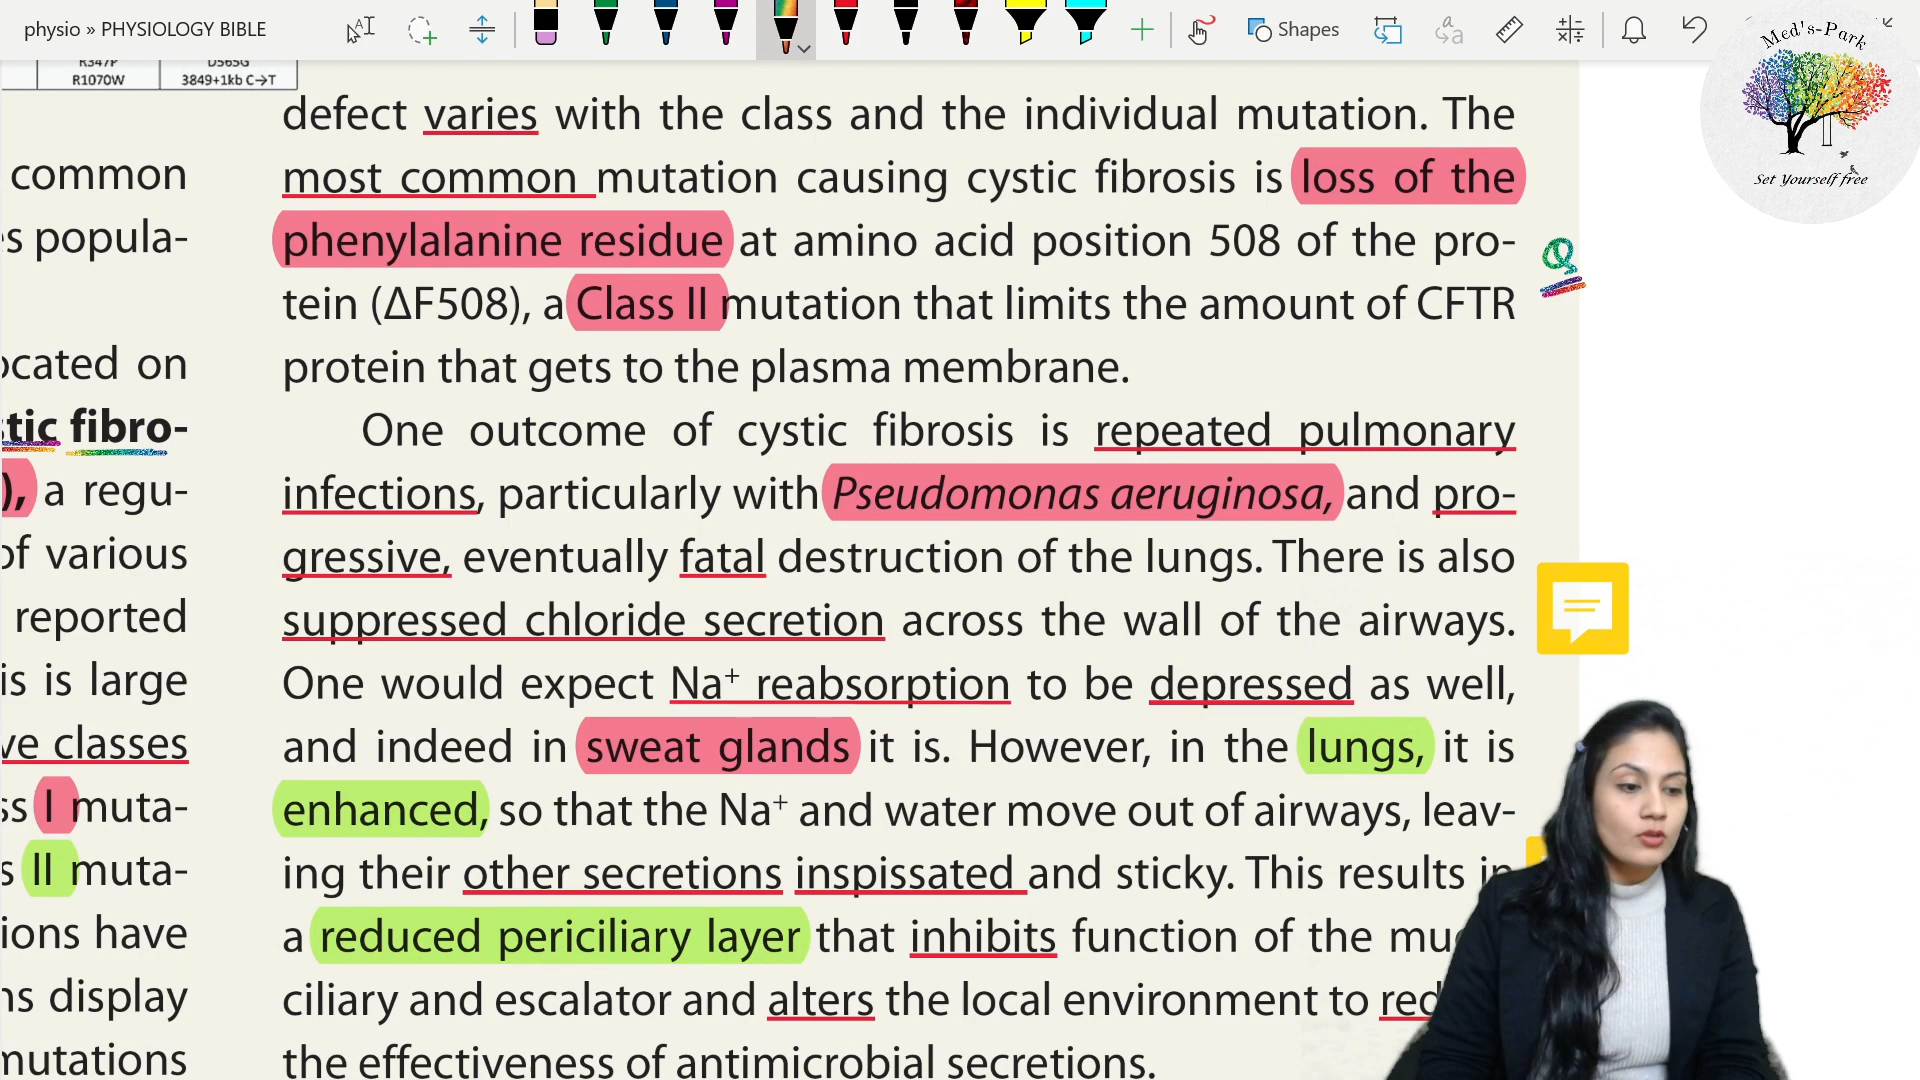 physio » PHYSIOLOGY BIBLE
Shapes
Med's-Park
Set Yourself free
R347P D565G
R1070W 3849+1kb C→T
common
popula-
on
fibro-
), a regu-
of various
reported
is large
classes
I muta-
II muta-
have
display
mutations
defect varies with the class and the individual mutation. The
most common mutation causing cystic fibrosis is loss of the
phenylalanine residue at amino acid position 508 of the pro-
tein (ΔF508), a Class II mutation that limits the amount of CFTR
protein that gets to the plasma membrane.
One outcome of cystic fibrosis is repeated pulmonary
infections, particularly with Pseudomonas aeruginosa, and pro-
gressive, eventually fatal destruction of the lungs. There is also
suppressed chloride secretion across the wall of the airways.
One would expect Na⁺ reabsorption to be depressed as well,
and indeed in sweat glands it is. However, in the lungs, it is
enhanced, so that the Na⁺ and water move out of airways, leav-
ing their other secretions inspissated and sticky. This results in
a reduced periciliary layer that inhibits function of the
ciliary and escalator and alters the local environment to
the effectiveness of antimicrobial secretions.